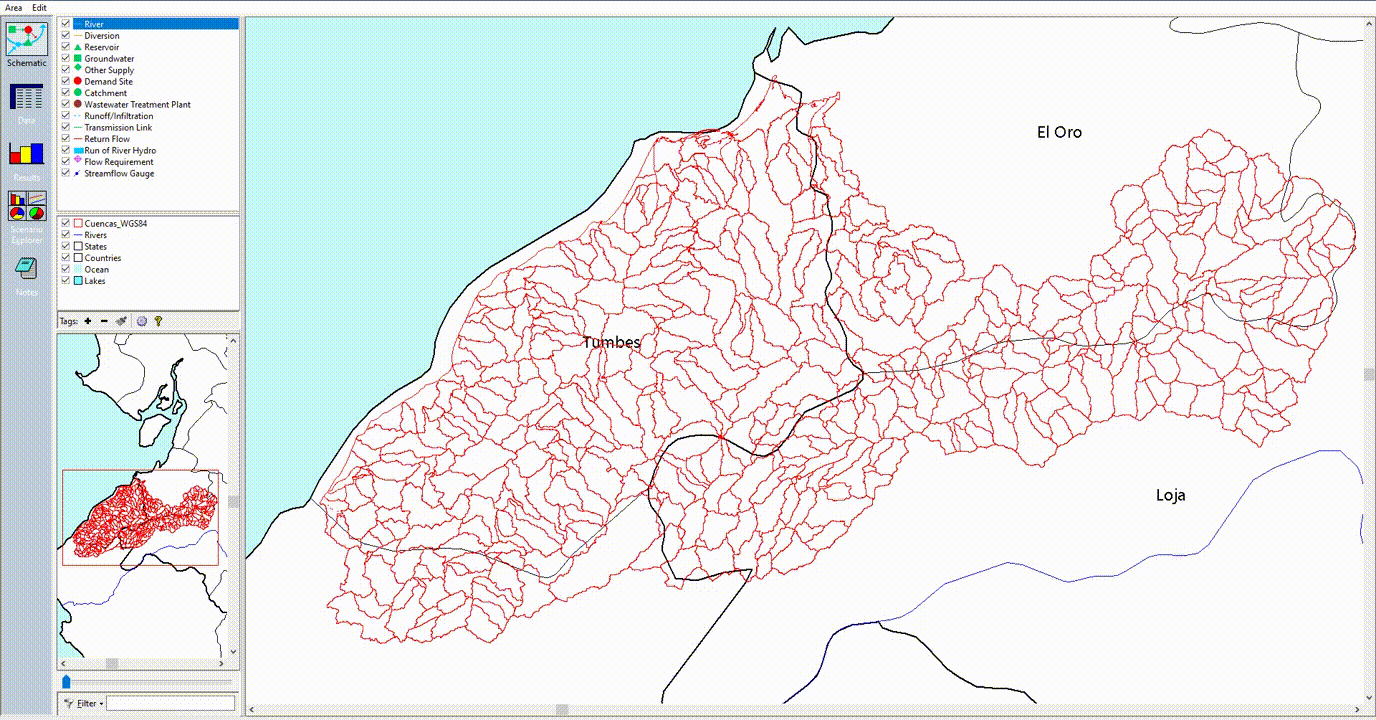 Area Edit
Schematic
Data
Results
Scenario
Explorer
Notes
River
Diversion
Reservoir
Groundwater
Other Supply
Demand Site
Catchment
Wastewater Treatment Plant
Runoff/Infiltration
Transmission Link
Return Flow
Run of River Hydro
Flow Requirement
Streamflow Gauge
Cuencas_WGS84
Rivers
States
Countries
Ocean
Lakes
Tags:
Filter
El Oro
Tumbes
Loja